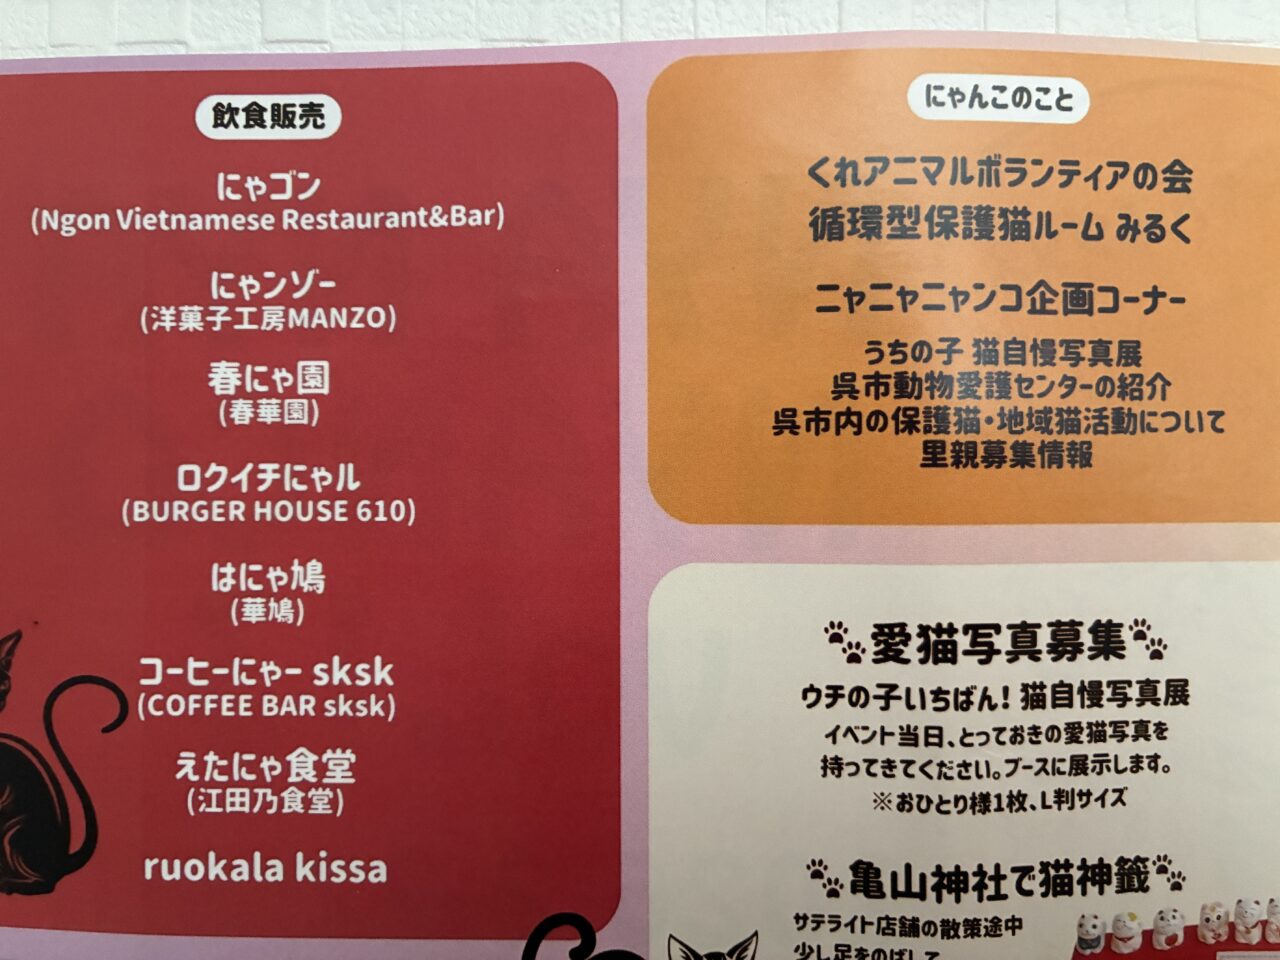 飲食販売
にゃゴン
(Ngon Vietnamese Restaurant&Bar)
にゃンゾー
(洋菓子工房MANZO)
春にゃ園
(春華園)
ロクイチにゃル
(BURGER HOUSE 610)
はにゃ鳩
(華鳩)
コーヒーにゃー sksk
(COFFEE BAR sksk)
えたにゃ食堂
(江田乃食堂)
ruokala kissa
にゃんこのこと
くれアニマルボランティアの会
循環型保護猫ルーム みるく
ニャニャニャンコ企画コーナー
うちの子 猫自慢写真展
呉市動物愛護センターの紹介
呉市内の保護猫・地域猫活動について
里親募集情報
愛猫写真募集
ウチの子いちばん! 猫自慢写真展
イベント当日、とっておきの愛猫写真を
持ってきてください。ブースに展示します。
※おひとり様1枚、L判サイズ
亀山神社で猫神籤
サテライト店舗の散策途中
少し足をのばして